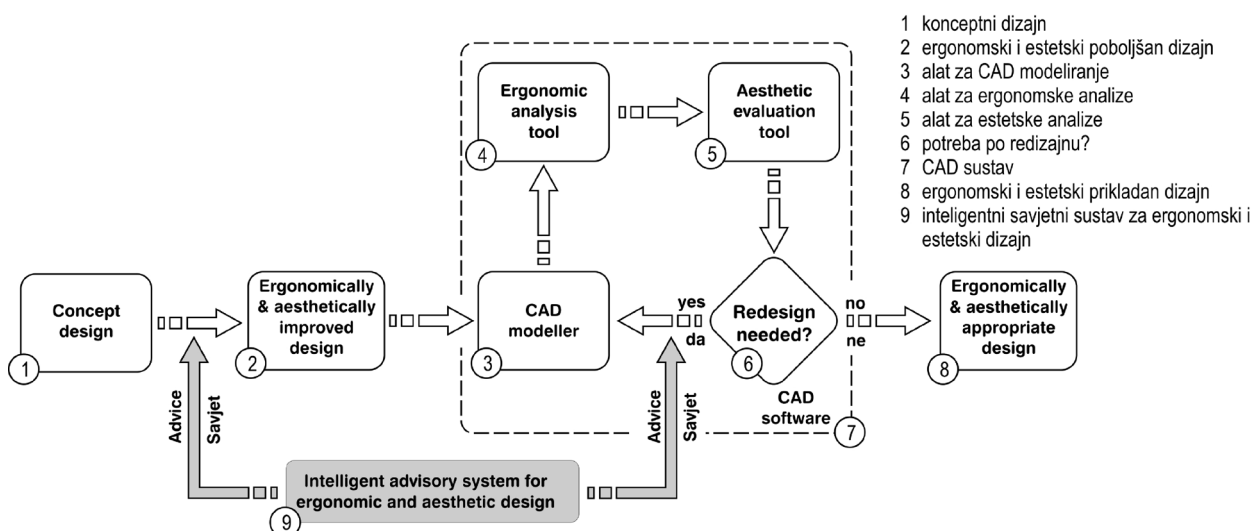 1 konceptni dizajn
2 ergonomski i estetski poboljšan dizajn
3 alat za CAD modeliranje
4 alat za ergonomske analize
5 alat za estetske analize
6 potreba po redizajnu?
7 CAD sustav
8 ergonomski i estetski prikladan dizajn
9 inteligentni savjetni sustav za ergonomski i
estetski dizajn
Ergonomic
analysis
tool
4
Aesthetic
evaluation
tool
5
Concept
design
1
Ergonomically
& aesthetically
improved
design
2
CAD
modeller
3
yes
da
Redesign
needed?
6
no
ne
Ergonomically
& aesthetically
appropriate
design
8
CAD
software
7
Advice
Savjet
Advice
Savjet
Intelligent advisory system for
ergonomic and aesthetic design
9